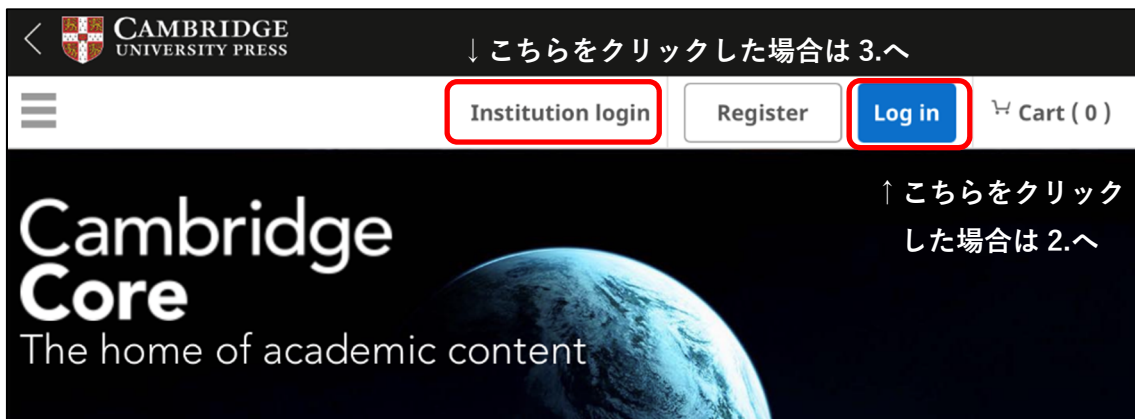 CAMBRIDGE
UNIVERSITY PRESS
↓こちらをクリックした場合は 3.へ
Institution login
Register
Log in
Cart ( 0 )
↑こちらをクリック
した場合は 2.へ
Cambridge
Core
The home of academic content